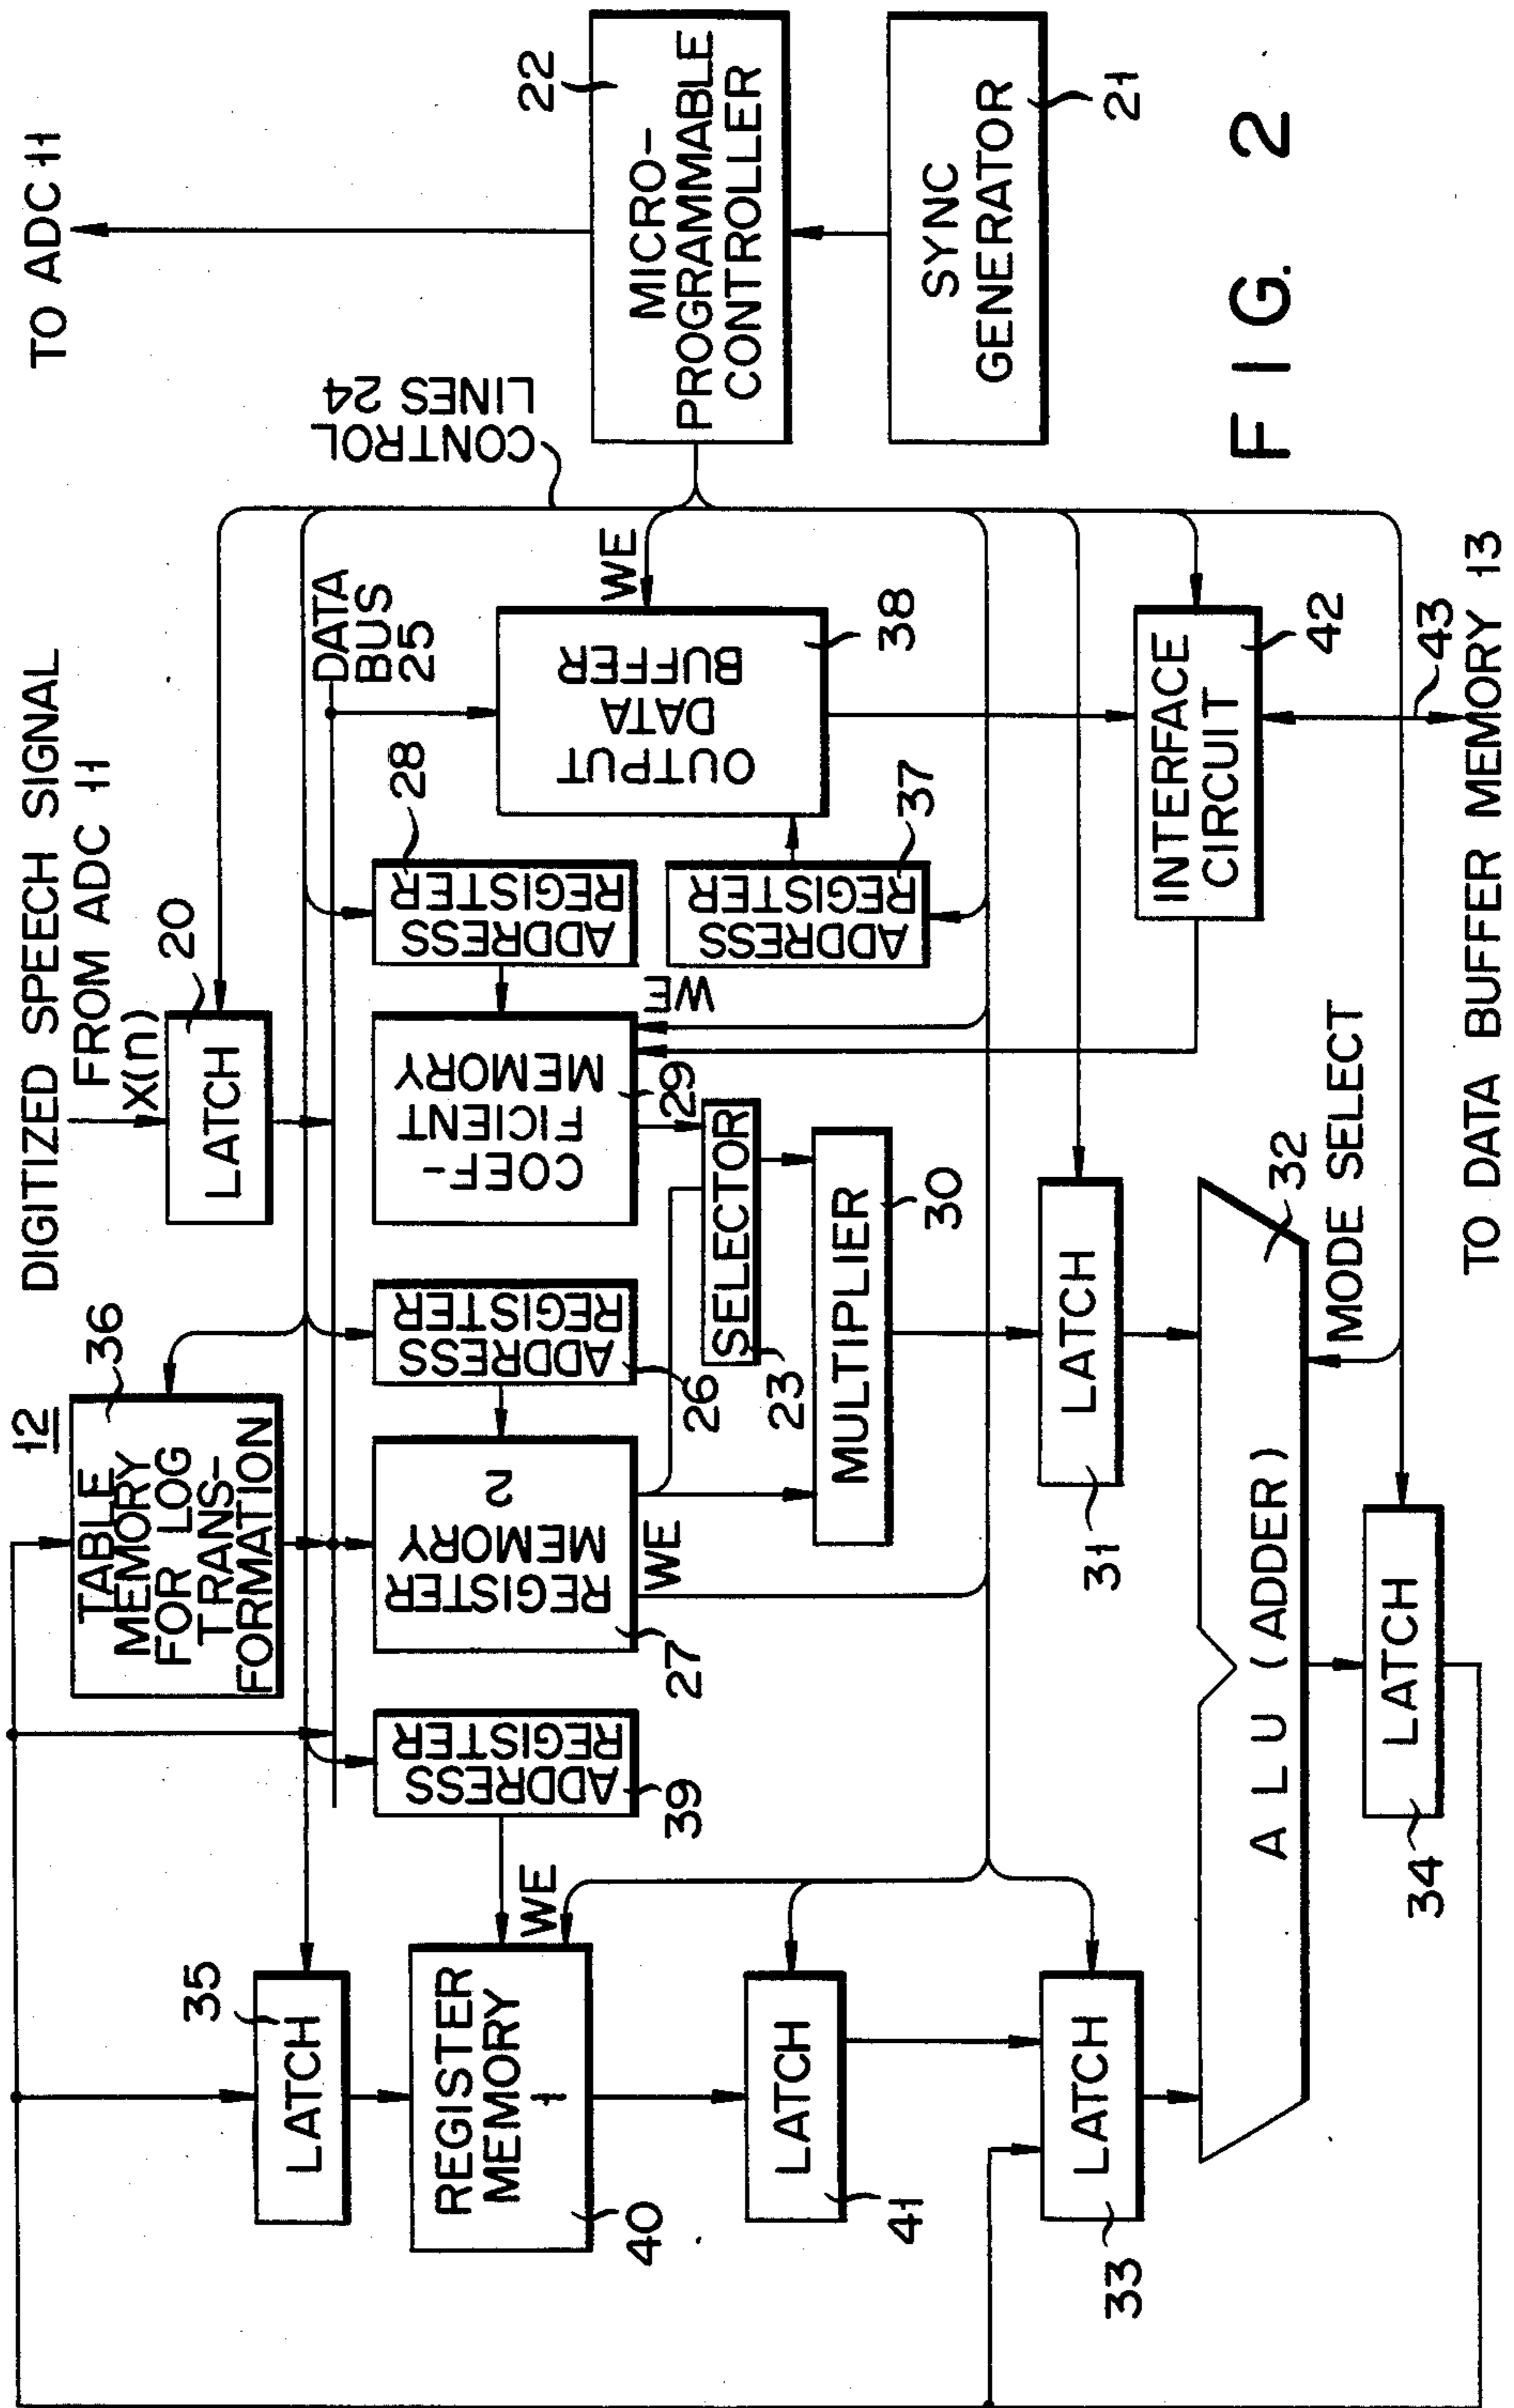 12
DIGITIZED SPEECH SIGNAL
FROM ADC 11
X(n)
TO ADC 11
35
LATCH
TABLE
MEMORY
FOR LOG
TRANS-
FORMATION
36
LATCH
20
CONTROL
LINES 24
DATA
BUS
25
22
MICRO-
PROGRAMMABLE
CONTROLLER
REGISTER
MEMORY
1
40
WE
ADDRESS
REGISTER
39
REGISTER
MEMORY
2
27
WE
ADDRESS
REGISTER
26
COEF-
FICIENT
MEMORY
29
WE
ADDRESS
REGISTER
28
OUTPUT
DATA
BUFFER
38
WE
ADDRESS
REGISTER
37
SELECTOR
23
MULTIPLIER
30
LATCH
41
SYNC
GENERATOR
21
LATCH
33
LATCH
31
INTERFACE
CIRCUIT
42
43
ALU (ADDER)
32
MODE SELECT
LATCH
34
TO DATA BUFFER MEMORY 13
FIG. 2